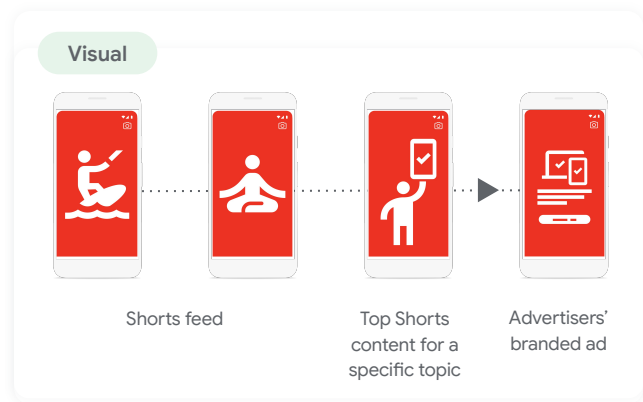 Visual
Shorts feed
Top Shorts
content for a
specific topic
Advertisers'
branded ad